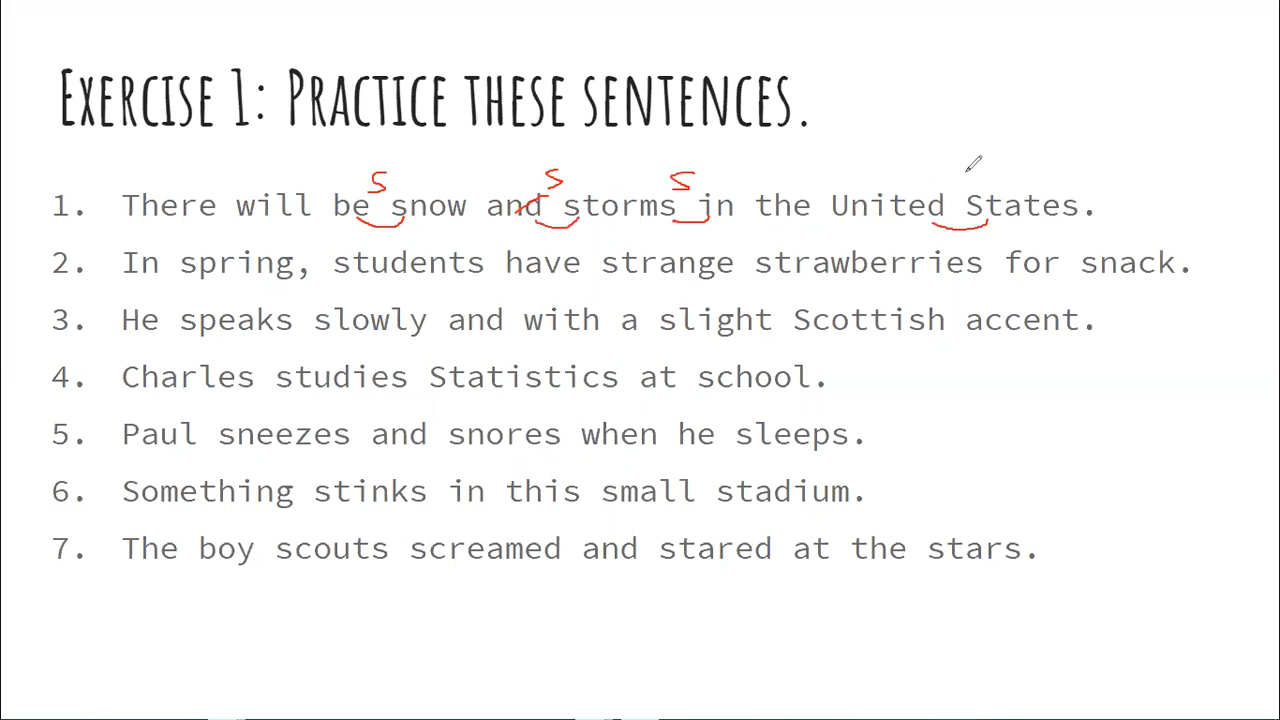 Exercise 1: Practice these sentences.
s s s
1. There will be snow and storms in the United States.
2. In spring, students have strange strawberries for snack.
3. He speaks slowly and with a slight Scottish accent.
4. Charles studies Statistics at school.
5. Paul sneezes and snores when he sleeps.
6. Something stinks in this small stadium.
7. The boy scouts screamed and stared at the stars.